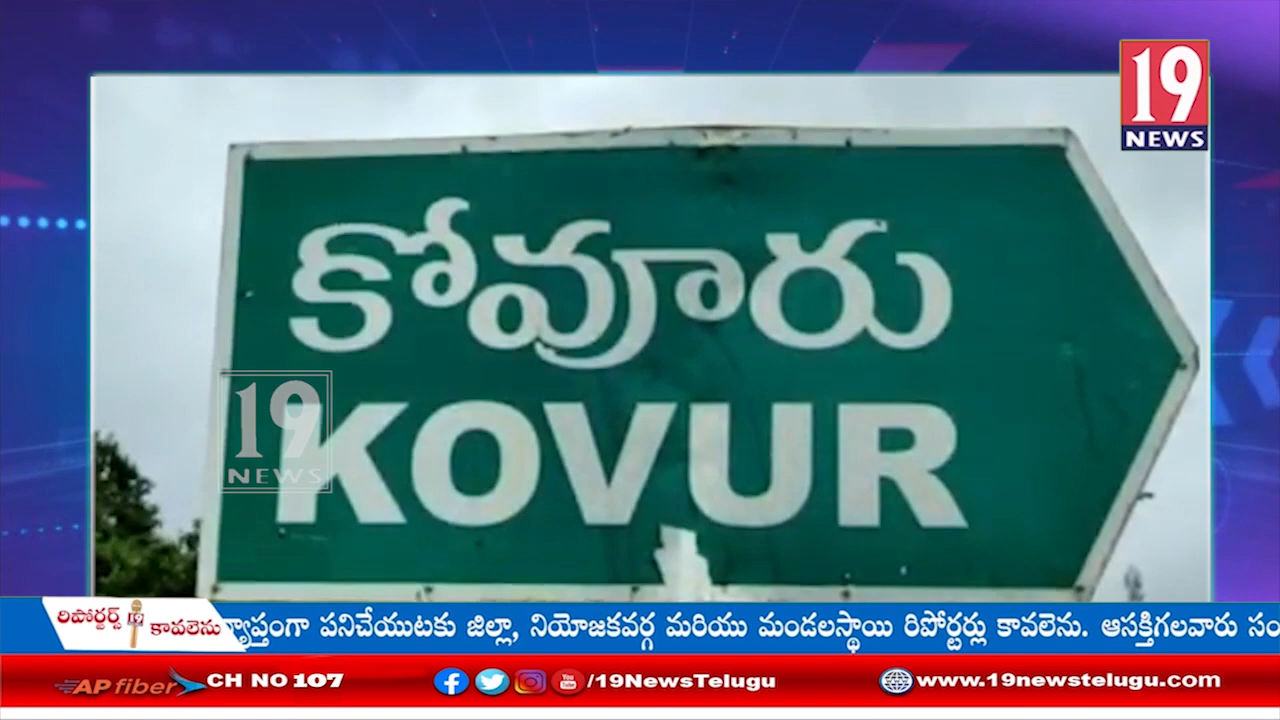 19
NEWS
కోవూరు
KOVUR
19
NEWS
రిపోర్టర్స్ 19 కావలెను
వ్యాప్తంగా పనిచేయుటకు జిల్లా, నియోజకవర్గ మరియు మండలస్థాయి రిపోర్టర్లు కావలెను. ఆసక్తిగలవారు సం
AP fiber CH NO 107 /19NewsTelugu www.19newstelugu.com